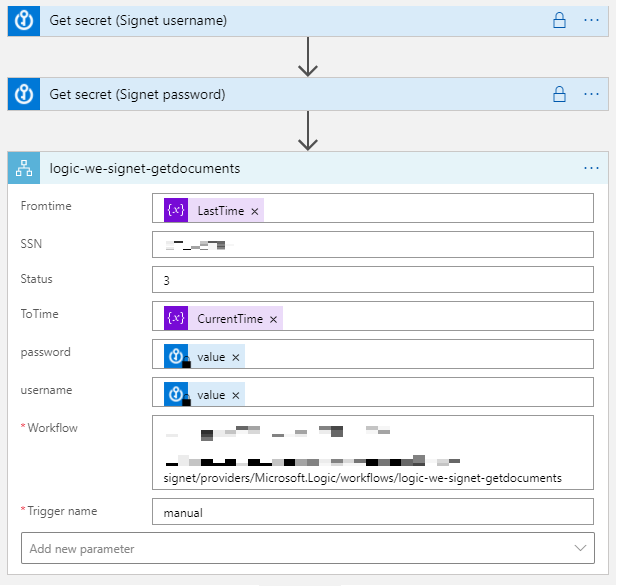 Get secret (Signet username)
Get secret (Signet password)
logic-we-signet-getdocuments
Fromtime
{x} LastTime ×
SSN
Status
3
ToTime
{x} CurrentTime ×
password
value ×
username
value ×
*Workflow
signet/providers/Microsoft.Logic/workflows/logic-we-signet-getdocuments
*Trigger name
manual
Add new parameter